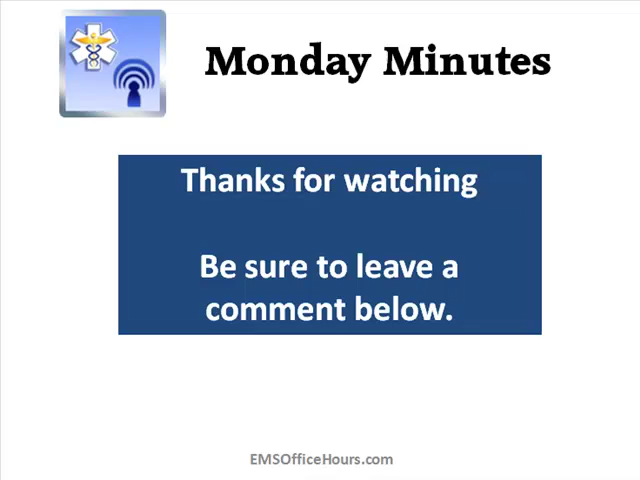 Monday Minutes
Thanks for watching
Be sure to leave a
comment below.
EMSOfficeHours.com